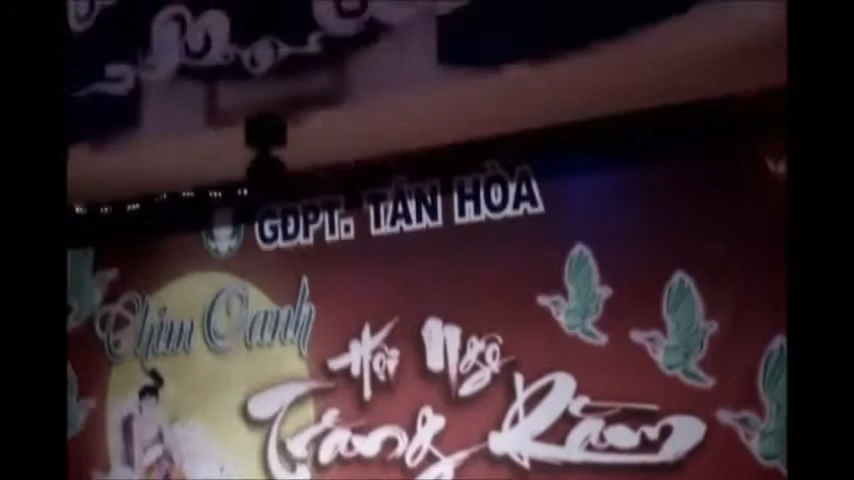 GĐPT. TÂN HÒA
Chim Oanh
Hội Ngộ
Trăng Rằm